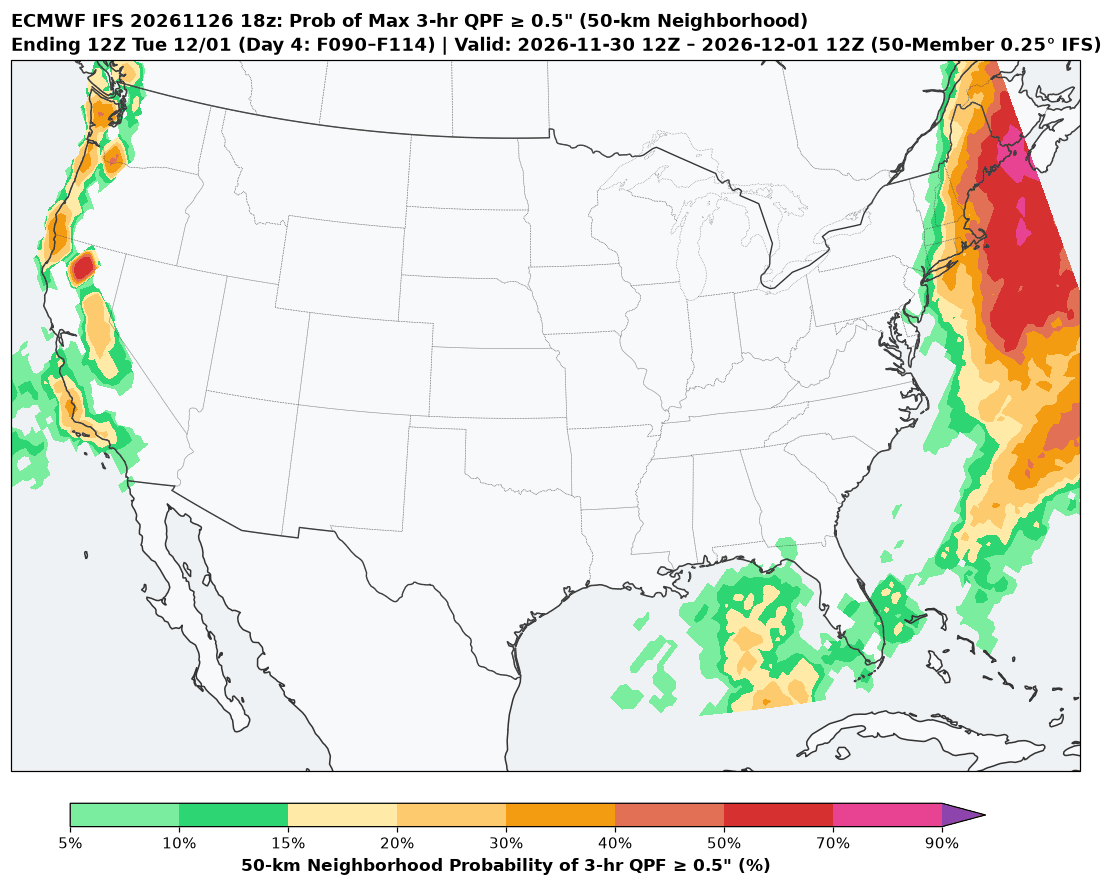 ECMWF IFS 20261126 18z: Prob of Max 3-hr QPF ≥ 0.5" (50-km Neighborhood)
Ending 12Z Tue 12/01 (Day 4: F090–F114) | Valid: 2026-11-30 12Z – 2026-12-01 12Z (50-Member 0.25° IFS)
5% 10% 15% 20% 30% 40% 50% 70% 90%
50-km Neighborhood Probability of 3-hr QPF ≥ 0.5" (%)